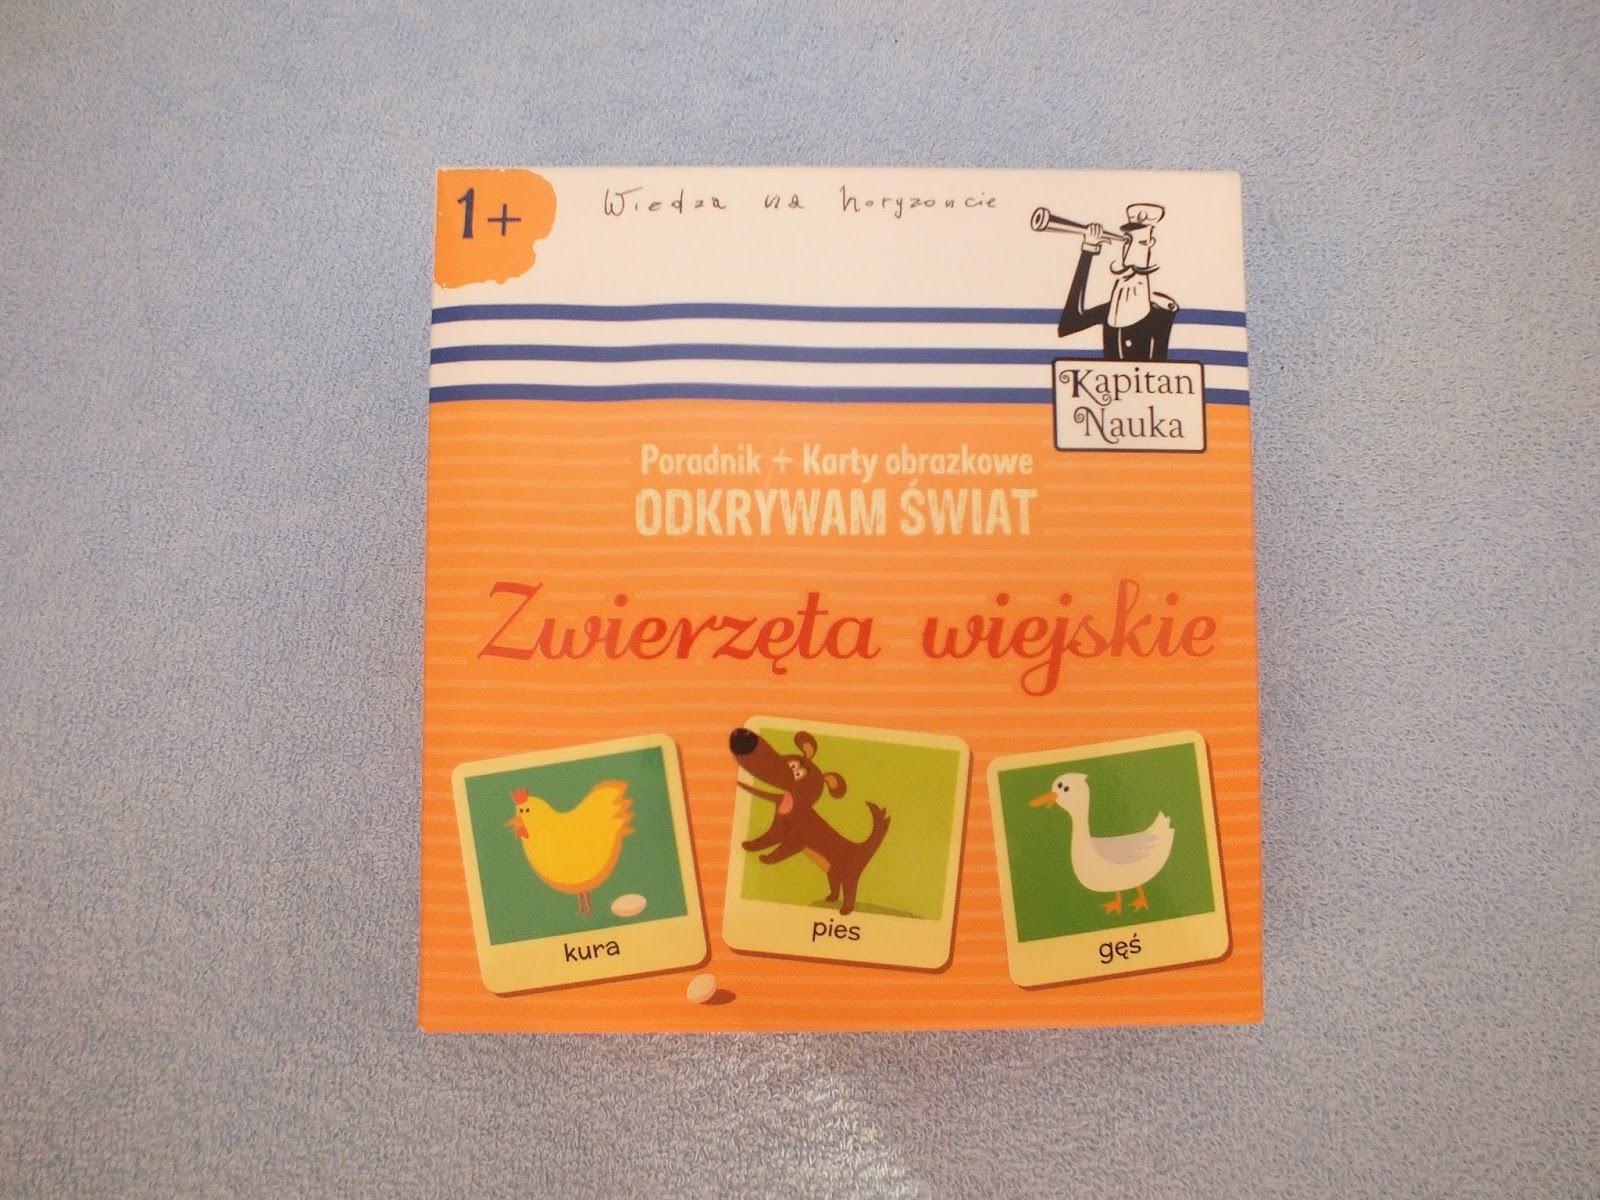 1+
Wiedza na horyzoncie
Kapitan
Nauka
Poradnik + Karty obrazkowe
ODKRYWAM ŚWIAT
Zwierzęta wiejskie
kura
pies
gęś